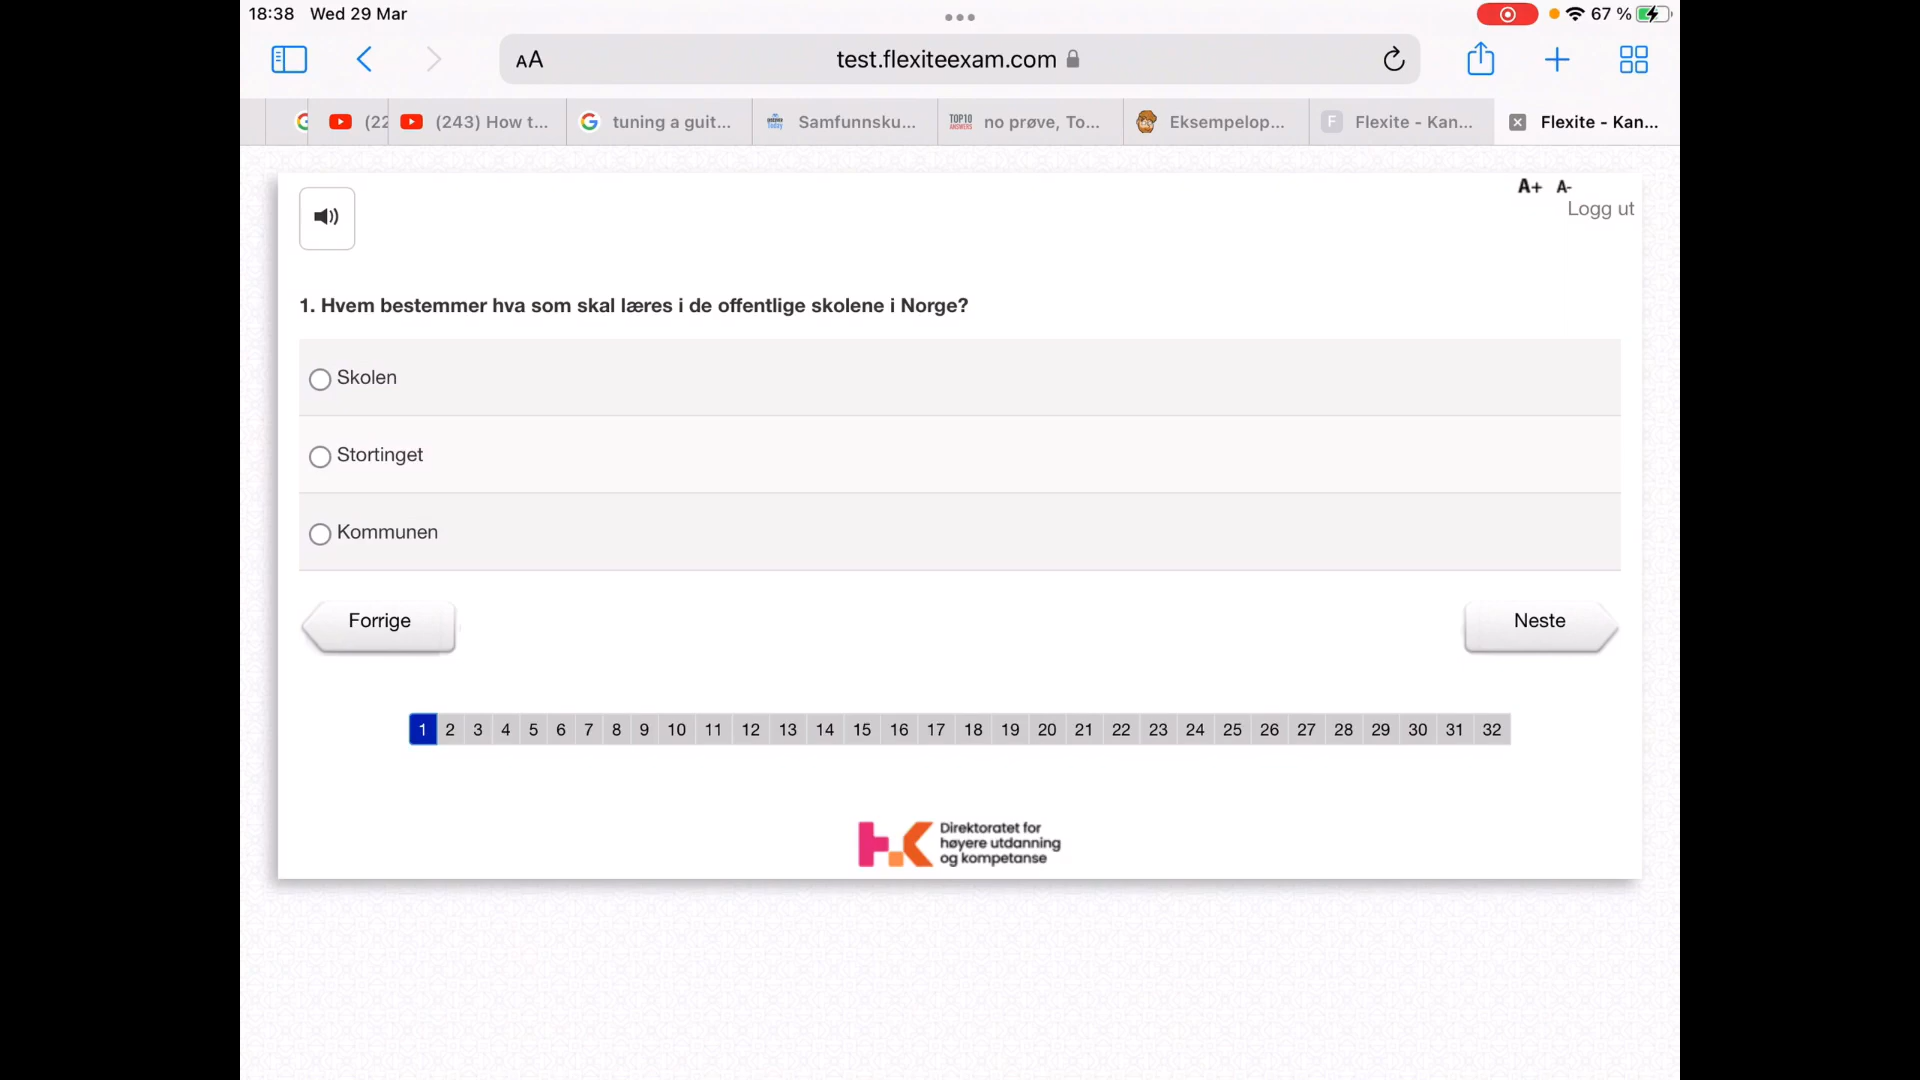 18:38 Wed 29 Mar
67 %
AA test.flexiteexam.com
(22 (243) How t... tuning a guit... Samfunnsku... TOP10 ANSWERS no prøve, To... Eksempelop... F Flexite - Kan... Flexite - Kan...
A+ A-
Logg ut
1. Hvem bestemmer hva som skal læres i de offentlige skolene i Norge?
Skolen
Stortinget
Kommunen
Forrige Neste
1 2 3 4 5 6 7 8 9 10 11 12 13 14 15 16 17 18 19 20 21 22 23 24 25 26 27 28 29 30 31 32
Direktoratet for
høyere utdanning
og kompetanse